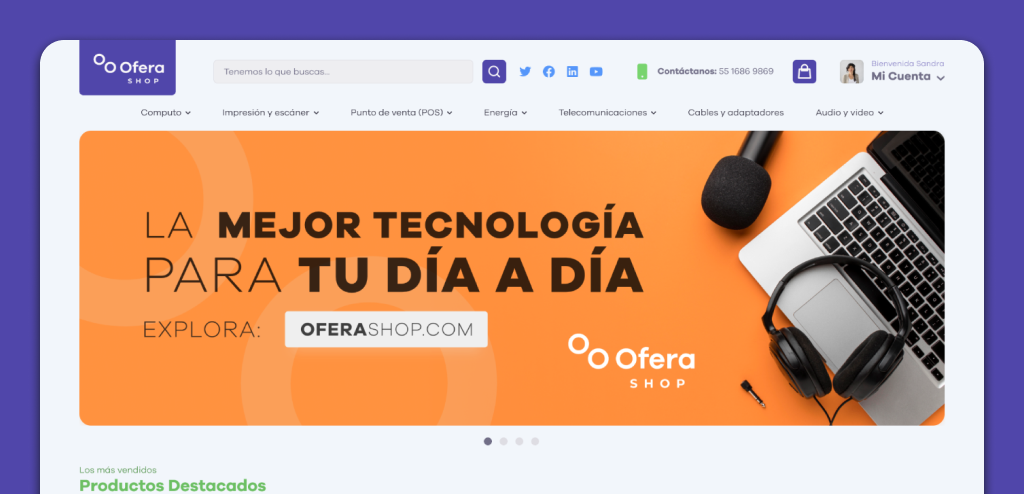 Ofera
SHOP
Tenemos lo que buscas...
Contáctanos: 55 1686 9869
Bienvenida Sandra
Mi Cuenta
Computo
Impresión y escáner
Punto de venta (POS)
Energía
Telecomunicaciones
Cables y adaptadores
Audio y video
LA MEJOR TECNOLOGÍA
PARA TU DÍA A DÍA
EXPLORA: OFERASHOP.COM
Ofera
SHOP
Los más vendidos
Productos Destacados